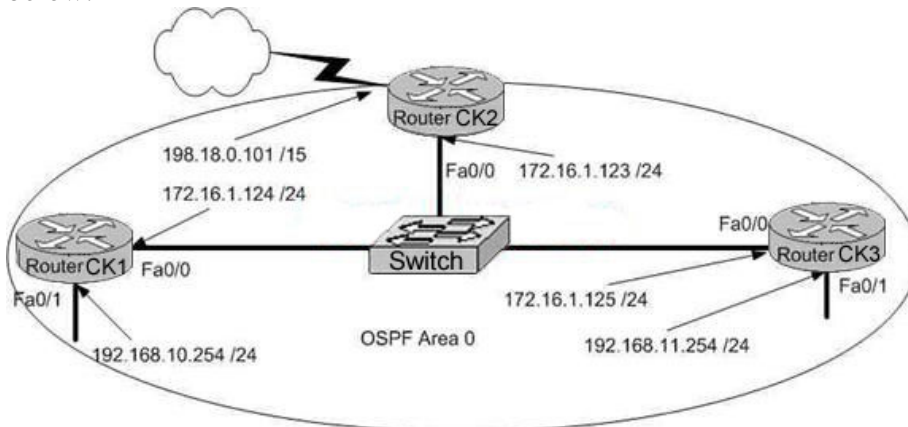 Router CK2
198.18.0.101 /15
Fa0/0
172.16.1.123 /24
172.16.1.124 /24
Router CK1
Fa0/0
Switch
Fa0/0
Router CK3
Fa0/1
172.16.1.125 /24
Fa0/1
192.168.10.254 /24
OSPF Area 0
192.168.11.254 /24